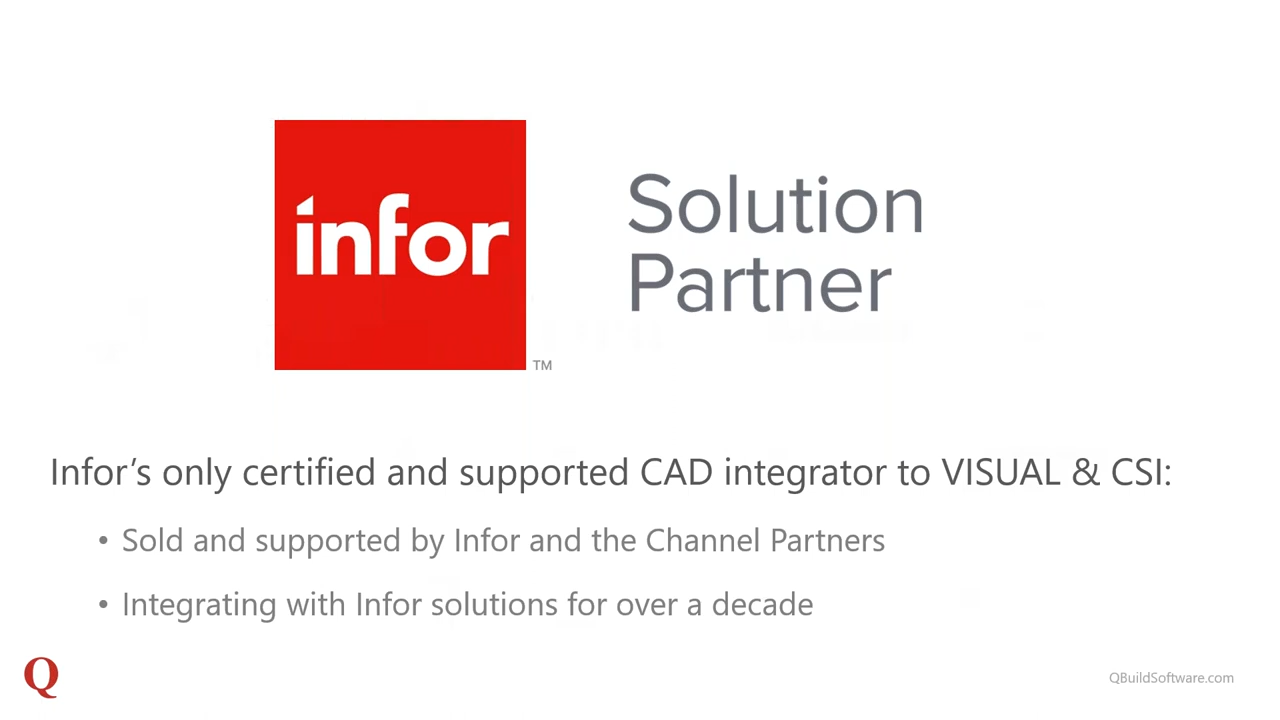 infor
TM
Solution
Partner
Infor’s only certified and supported CAD integrator to VISUAL & CSI:
• Sold and supported by Infor and the Channel Partners
• Integrating with Infor solutions for over a decade
Q
QBuildSoftware.com